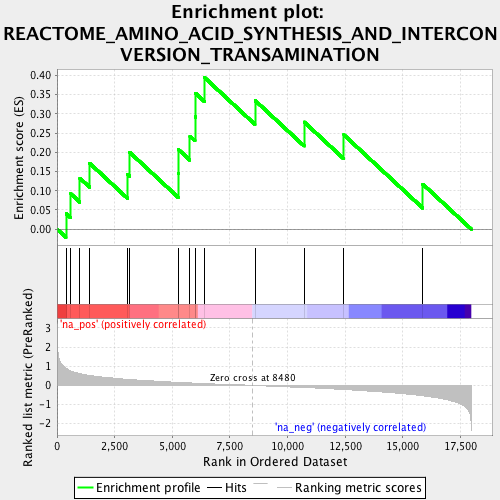 Enrichment plot:
REACTOME_AMINO_ACID_SYNTHESIS_AND_INTERCON
VERSION_TRANSAMINATION
Enrichment score (ES)
0.40
0.35
0.30
0.25
0.20
0.15
0.10
0.05
0.00
'na_pos' (positively correlated)
Ranked list metric (PreRanked)
3
2
1
0
-1
-2
Zero cross at 8480
'na_neg' (negatively correlated)
0
2,500
5,000
7,500
10,000
12,500
15,000
17,500
Rank in Ordered Dataset
Enrichment profile
Hits
Ranking metric scores